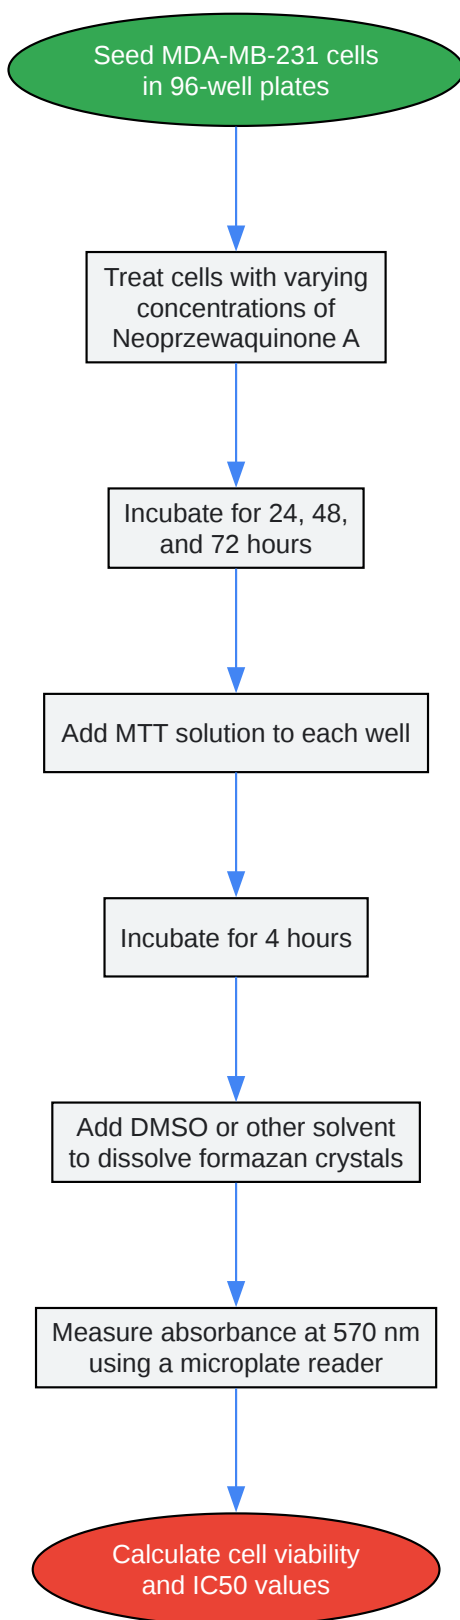 Seed MDA-MB-231 cells
in 96-well plates
Treat cells with varying
concentrations of
Neoprzewaquinone A
Incubate for 24, 48,
and 72 hours
Add MTT solution to each well
Incubate for 4 hours
Add DMSO or other solvent
to dissolve formazan crystals
Measure absorbance at 570 nm
using a microplate reader
Calculate cell viability
and IC50 values